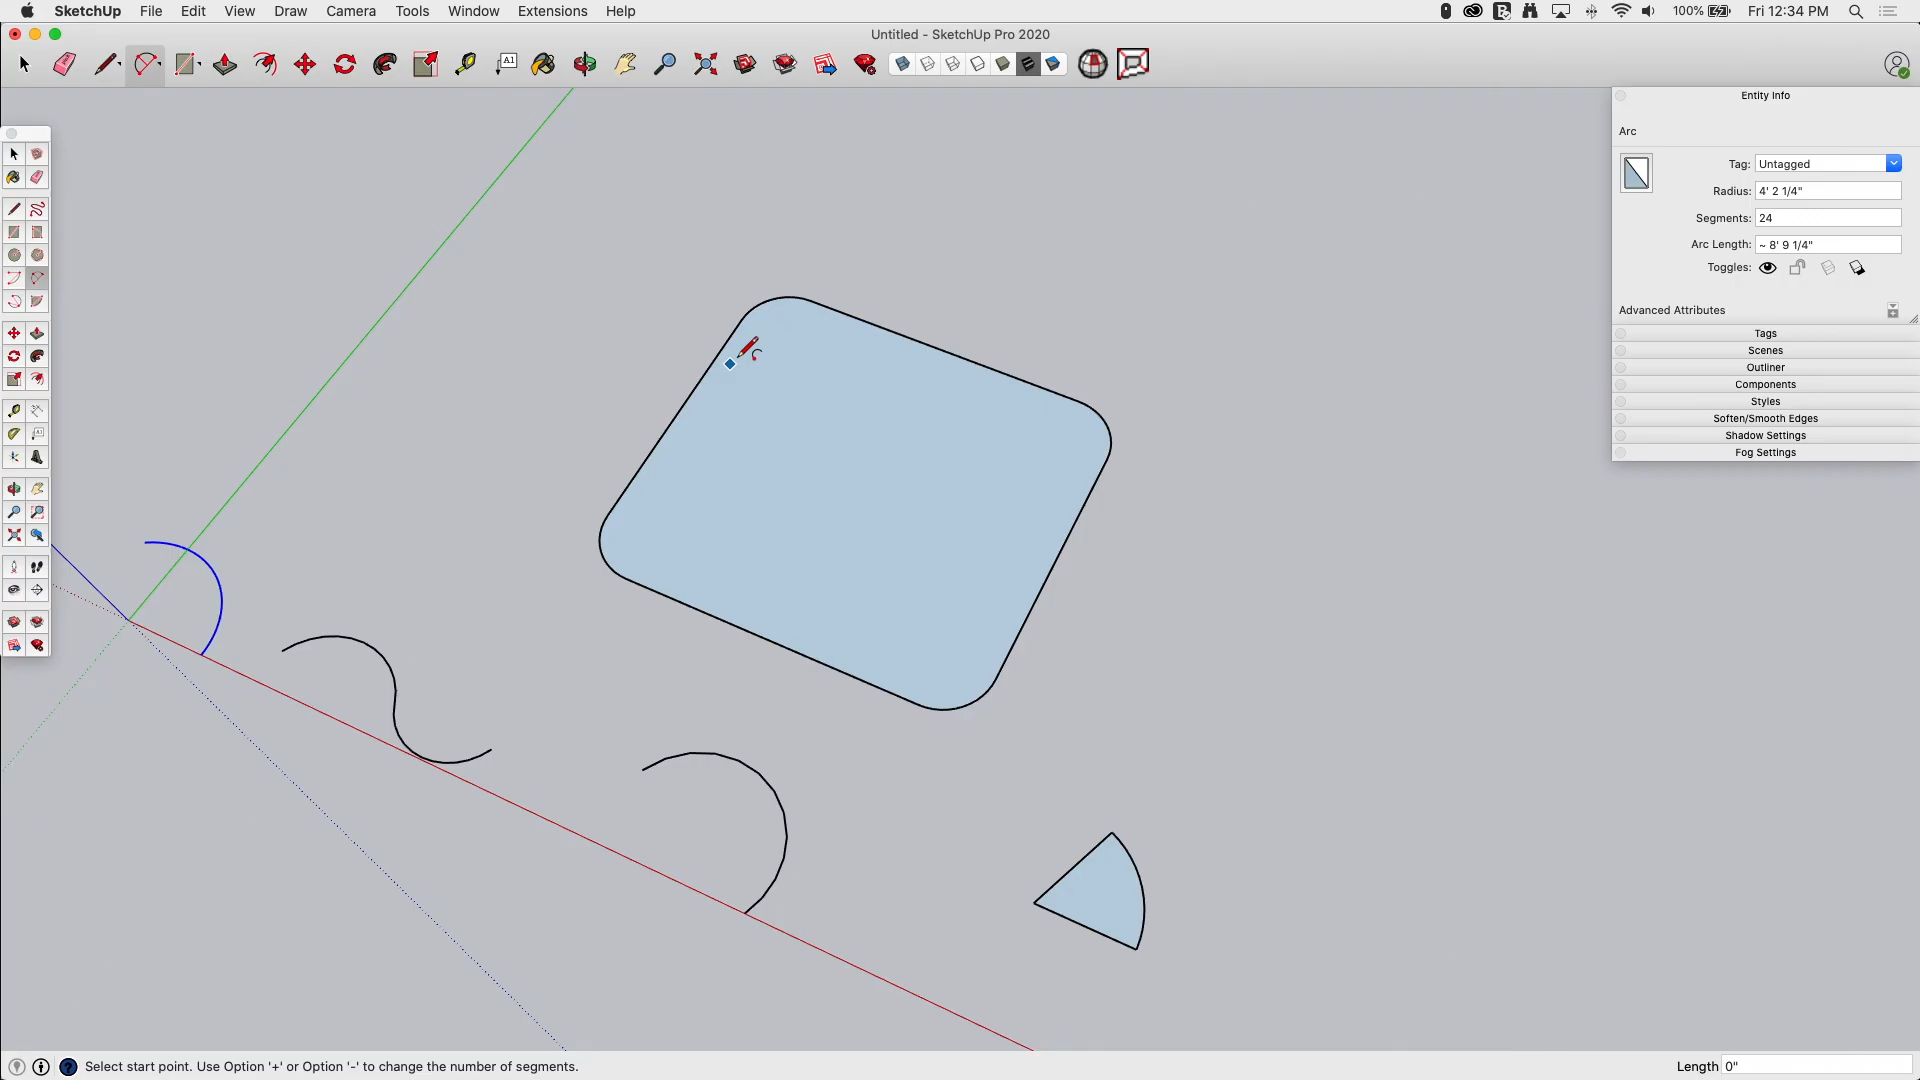 SketchUp File Edit View Draw Camera Tools Window Extensions Help 100% Fri 12:34 PM
Untitled - SketchUp Pro 2020
A1
Entity Info
Arc
Tag: Untagged
Radius: 4' 2 1/4"
Segments: 24
Arc Length: ~ 8' 9 1/4"
Toggles:
Advanced Attributes
Tags
Scenes
Outliner
Components
Styles
Soften/Smooth Edges
Shadow Settings
Fog Settings
Select start point. Use Option '+' or Option '-' to change the number of segments.
Length 0"